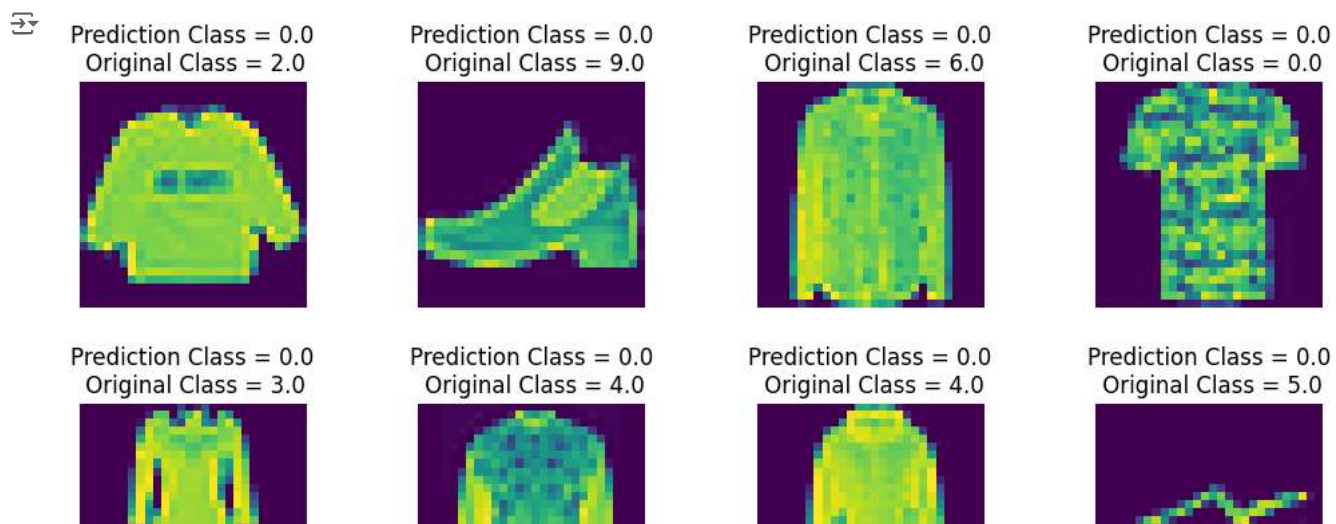 Prediction Class = 0.0
Original Class = 2.0
Prediction Class = 0.0
Original Class = 9.0
Prediction Class = 0.0
Original Class = 6.0
Prediction Class = 0.0
Original Class = 0.0
Prediction Class = 0.0
Original Class = 3.0
Prediction Class = 0.0
Original Class = 4.0
Prediction Class = 0.0
Original Class = 4.0
Prediction Class = 0.0
Original Class = 5.0